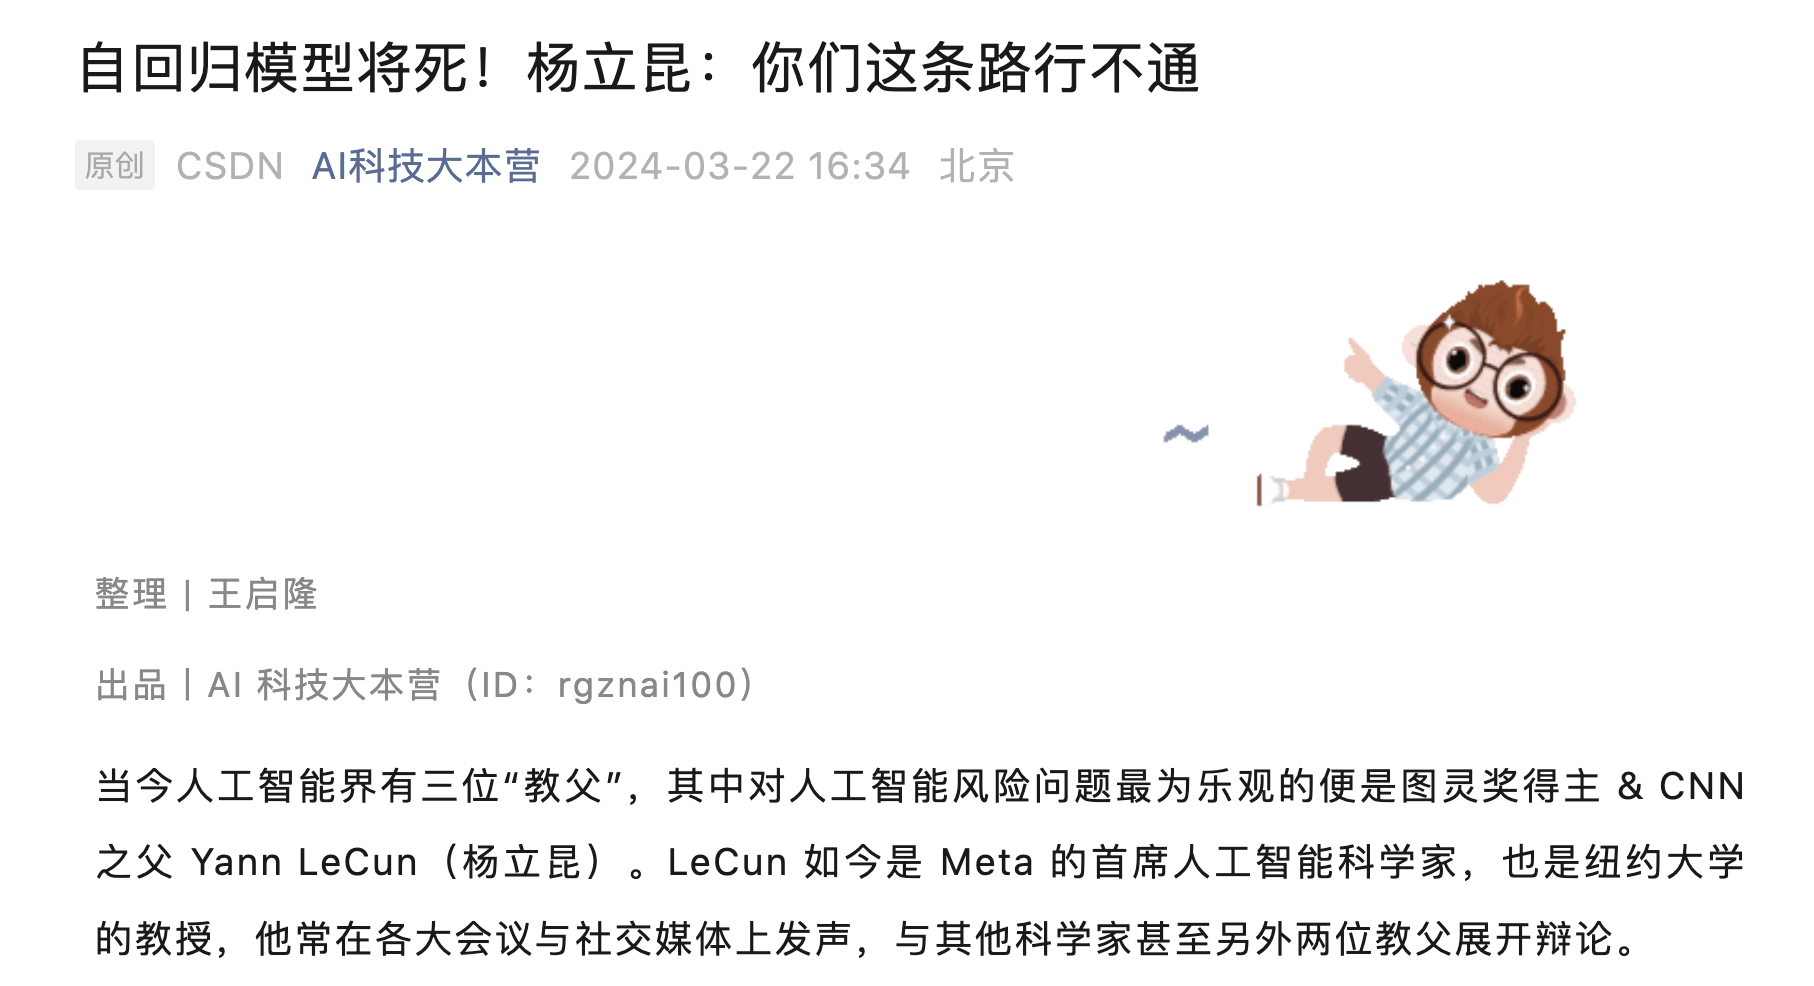 自回归模型将死！杨立昆：你们这条路行不通
原创 CSDN AI科技大本营 2024-03-22 16:34 北京
整理 | 王启隆
出品 | AI 科技大本营（ID：rgznai100）
当今人工智能界有三位“教父”，其中对人工智能风险问题最为乐观的便是图灵奖得主 & CNN
之父 Yann LeCun（杨立昆）。LeCun 如今是 Meta 的首席人工智能科学家，也是纽约大学
的教授，他常在各大会议与社交媒体上发声，与其他科学家甚至另外两位教父展开辩论。